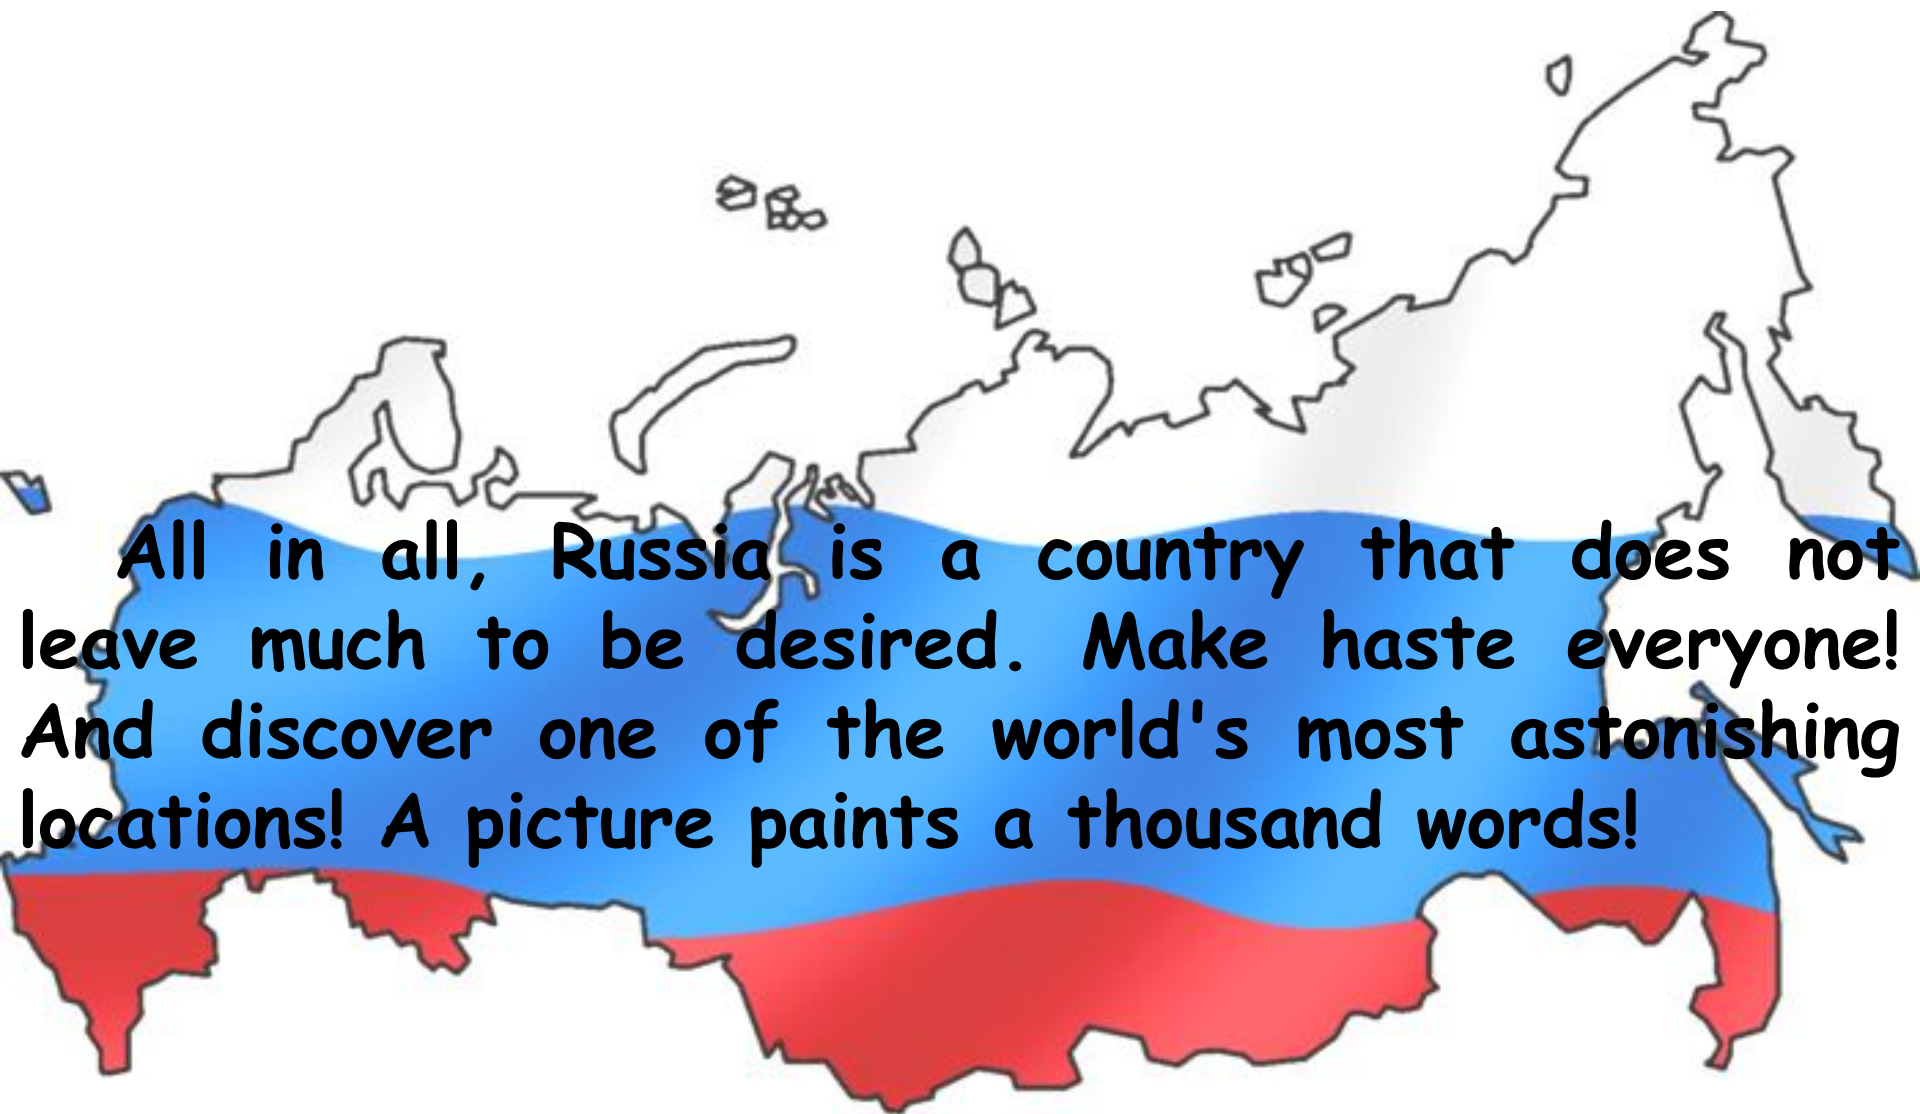 All in all, Russia is a country that does not
leave much to be desired. Make haste everyone!
And discover one of the world's most astonishing
locations! A picture paints a thousand words!